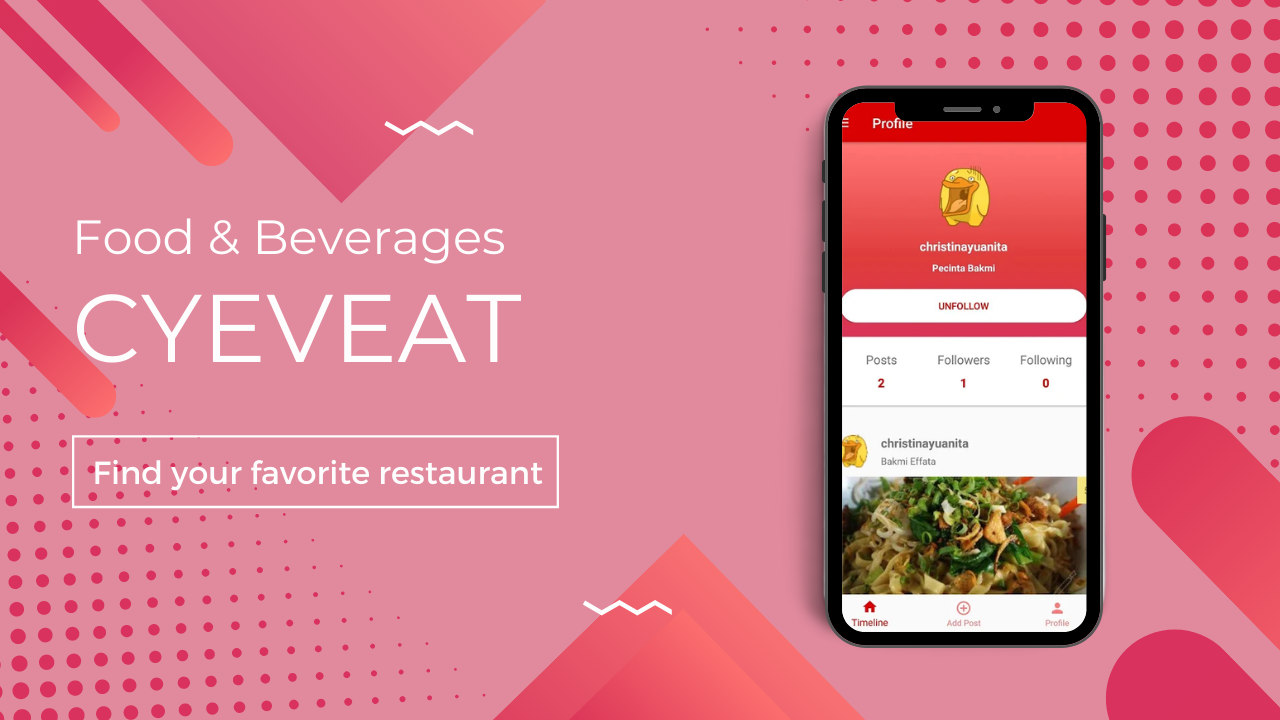 Food & Beverages
CYEVEAT
Find your favorite restaurant
Profile
christinayuanita
Pecinta Bakmi
UNFOLLOW
Posts Followers Following
2 1 0
christinayuanita
Bakmi Effata
Timeline Add Post Profile